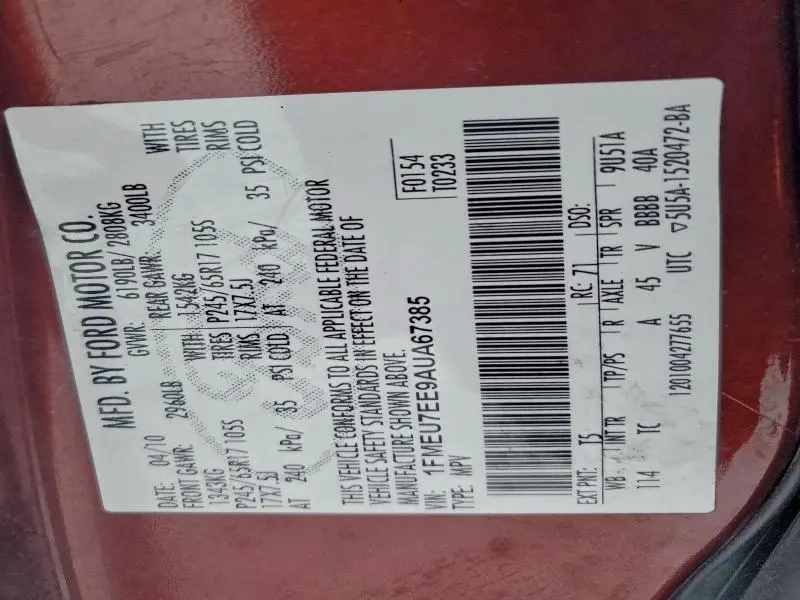 MFD. BY FORD MOTOR CO.
DATE: 04/10 GVWR: 6190LB/ 2808KG
FRONT GAWR: 2960LB REAR GAWR: 3400LB
1343KG WITH 1542KG WITH
P245/65R17 105S TIRES P245/65R17 105S TIRES
17X7.5J RIMS 17X7.5J RIMS
AT 240 kPa/ 35 PSI COLD AT 240 kPa/ 35 PSI COLD
THIS VEHICLE CONFORMS TO ALL APPLICABLE FEDERAL MOTOR
VEHICLE SAFETY STANDARDS IN EFFECT ON THE DATE OF
MANUFACTURE SHOWN ABOVE.
VIN: 1FMEU7EE9AUA67385 F0154
TYPE: MPV T0233
EXT PNT: T5 RC: 71 DSO:
WB INT TR TP/PS R AXLE TR SPR 9U51A
114 TC A 45 V BBBB 40A
1201004277655 UTC ▽5U5A-1520472-BA